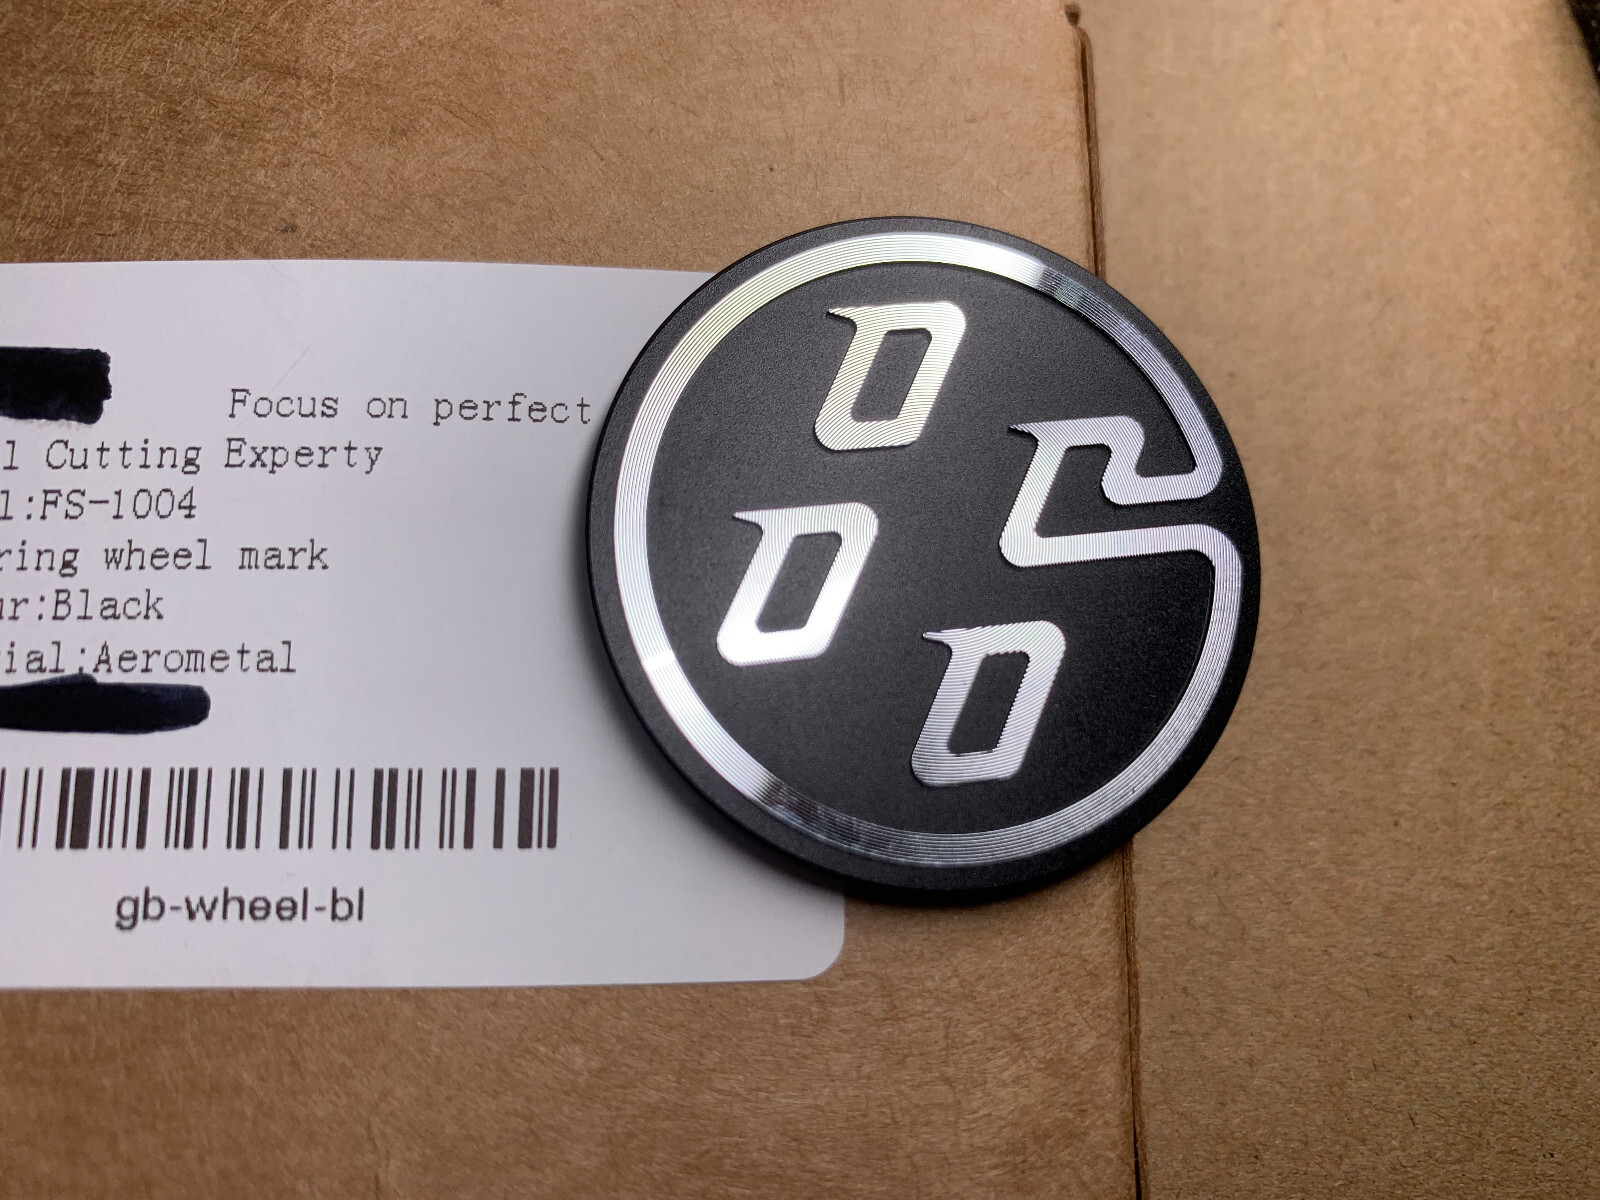 Focus on perfect
l Cutting Experty
l:FS-1004
ring wheel mark
ur:Black
ial:Aerometal
gb-wheel-bl